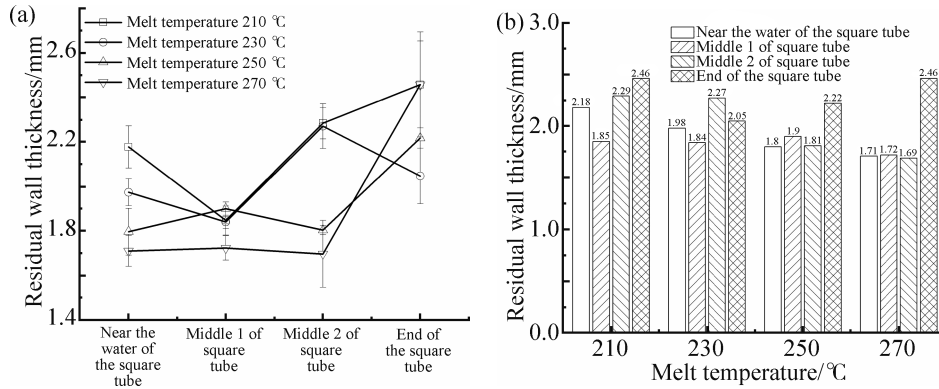 (a)
Melt temperature 210 ℃
Melt temperature 230 ℃
Melt temperature 250 ℃
Melt temperature 270 ℃
Residual wall thickness/mm
2.6
2.2
1.8
1.4
Near the
water of
the square
tube
Middle 1 of
square
tube
Middle 2 of
square
tube
End of
the square
tube
(b)
Near the water of the square tube
Middle 1 of square tube
Middle 2 of square tube
End of the square tube
Residual wall thickness/mm
3.0
2.0
1.0
0.0
2.18
1.85
2.29
2.46
1.98
1.84
2.27
2.05
1.8
1.9
1.81
2.22
1.71
1.72
1.69
2.46
210
230
250
270
Melt temperature/℃